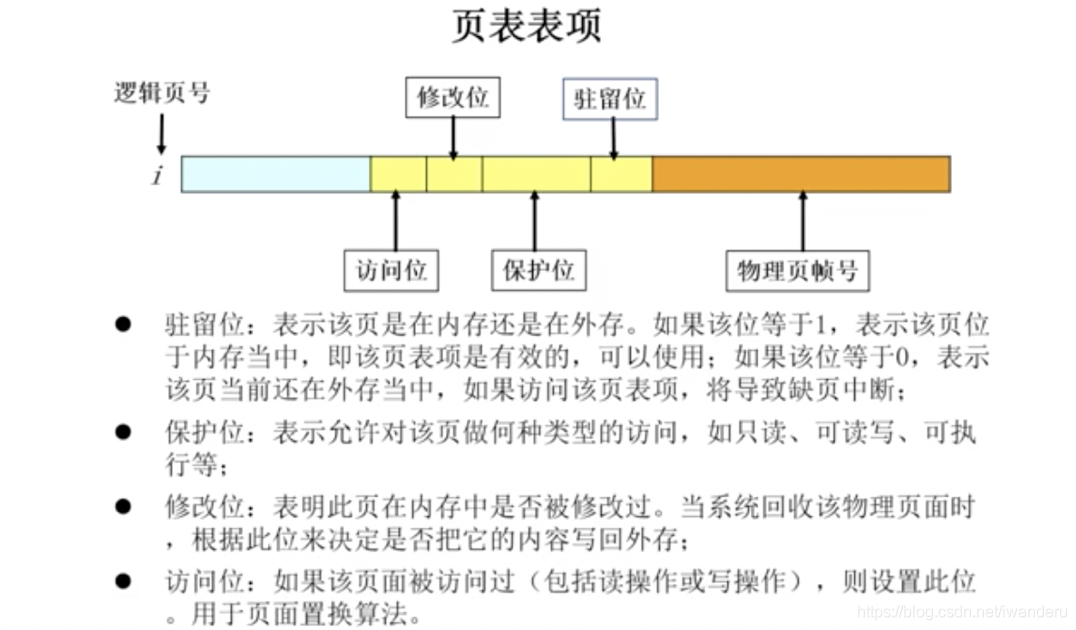 页表表项
逻辑页号
修改位
驻留位
i
访问位
保护位
物理页帧号
● 驻留位：表示该页是在内存还是在外存。如果该位等于1，表示该页位
于内存当中，即该页表项是有效的，可以使用；如果该位等于0，表示
该页当前还在外存当中，如果访问该页表项，将导致缺页中断；
● 保护位：表示允许对该页做何种类型的访问，如只读、可读写、可执
行等；
● 修改位：表明此页在内存中是否被修改过。当系统回收该物理页面时
，根据此位来决定是否把它的内容写回外存；
● 访问位：如果该页面被访问过（包括读操作或写操作），则设置此位
。用于页面置换算法。
https://blog.csdn.net/iwanderu